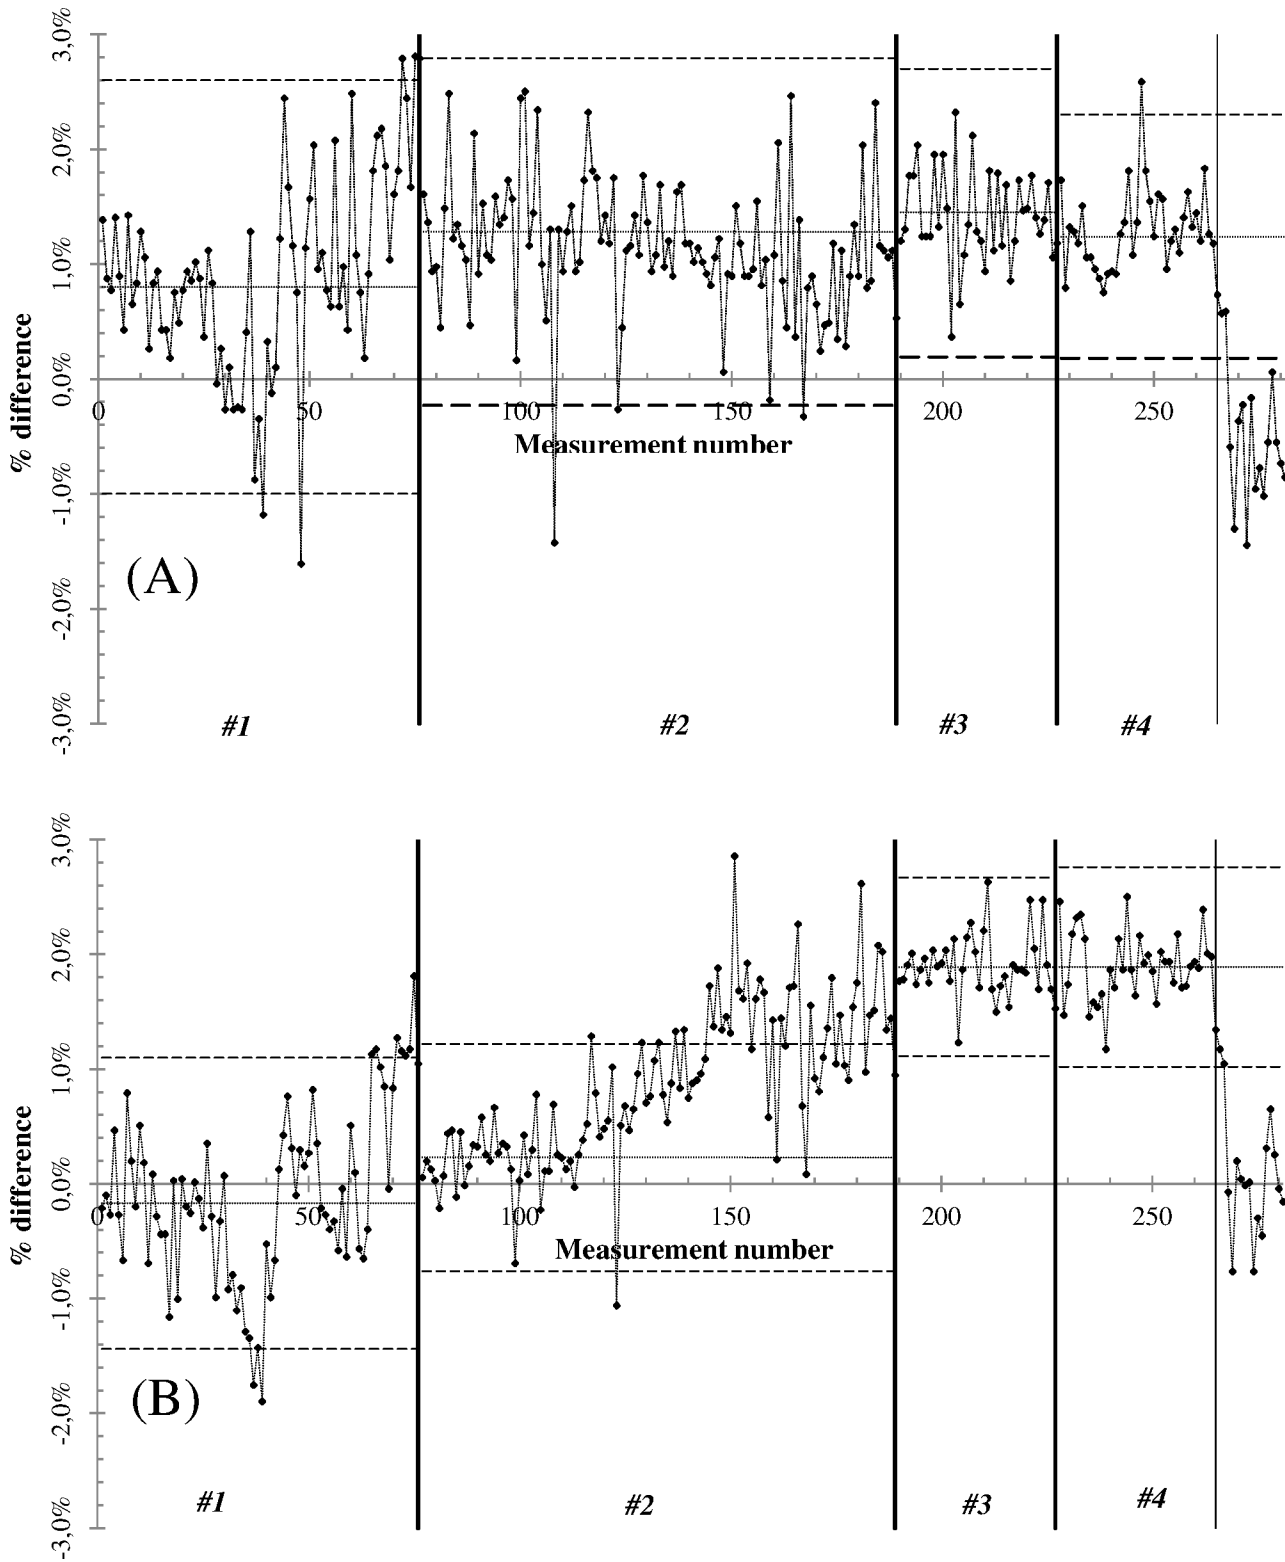 3,0%
2,0%
1,0%
0,0%
-1,0%
-2,0%
-3,0%
% difference
0 50 100 150 200 250
Measurement number
(A)
#1 #2 #3 #4
3,0%
2,0%
1,0%
0,0%
-1,0%
-2,0%
-3,0%
% difference
0 50 100 150 200 250
Measurement number
(B)
#1 #2 #3 #4